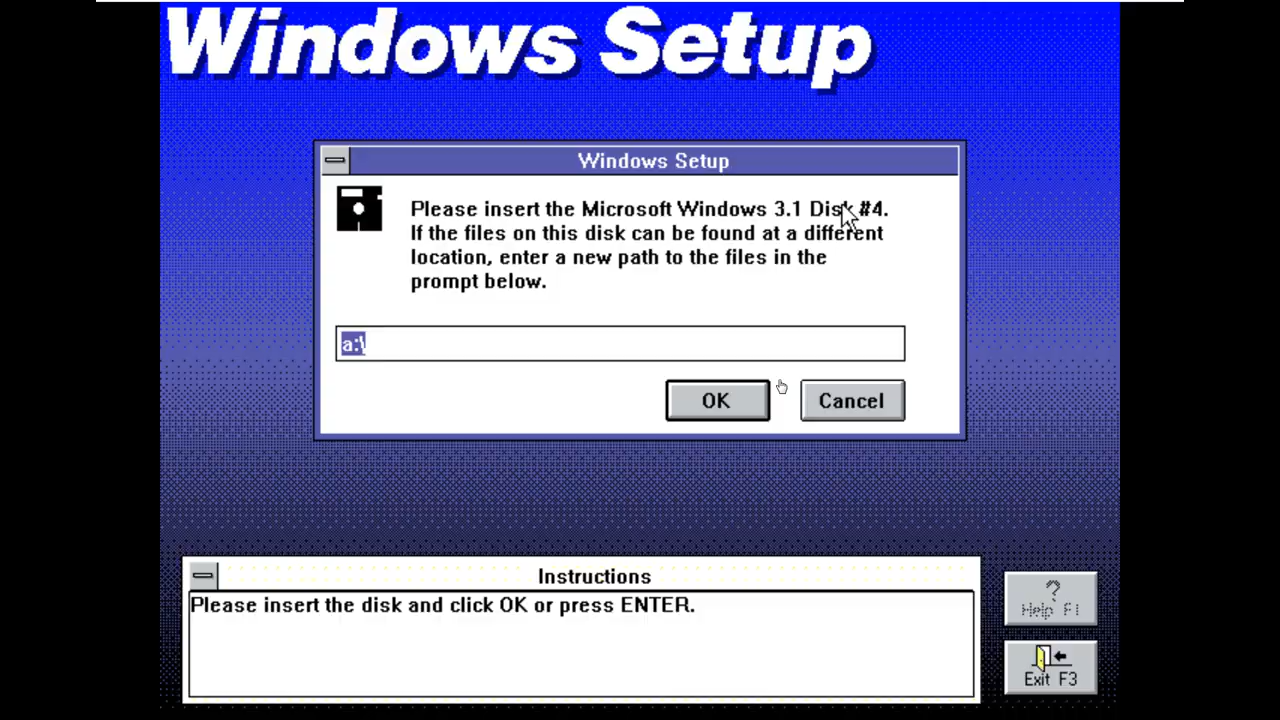 Windows Setup
Windows Setup
Please insert the Microsoft Windows 3.1 Disk #4.
If the files on this disk can be found at a different
location, enter a new path to the files in the
prompt below.
a:\
OK
Cancel
Instructions
Please insert the disk and click OK or press ENTER.
?
Help F1
Exit F3